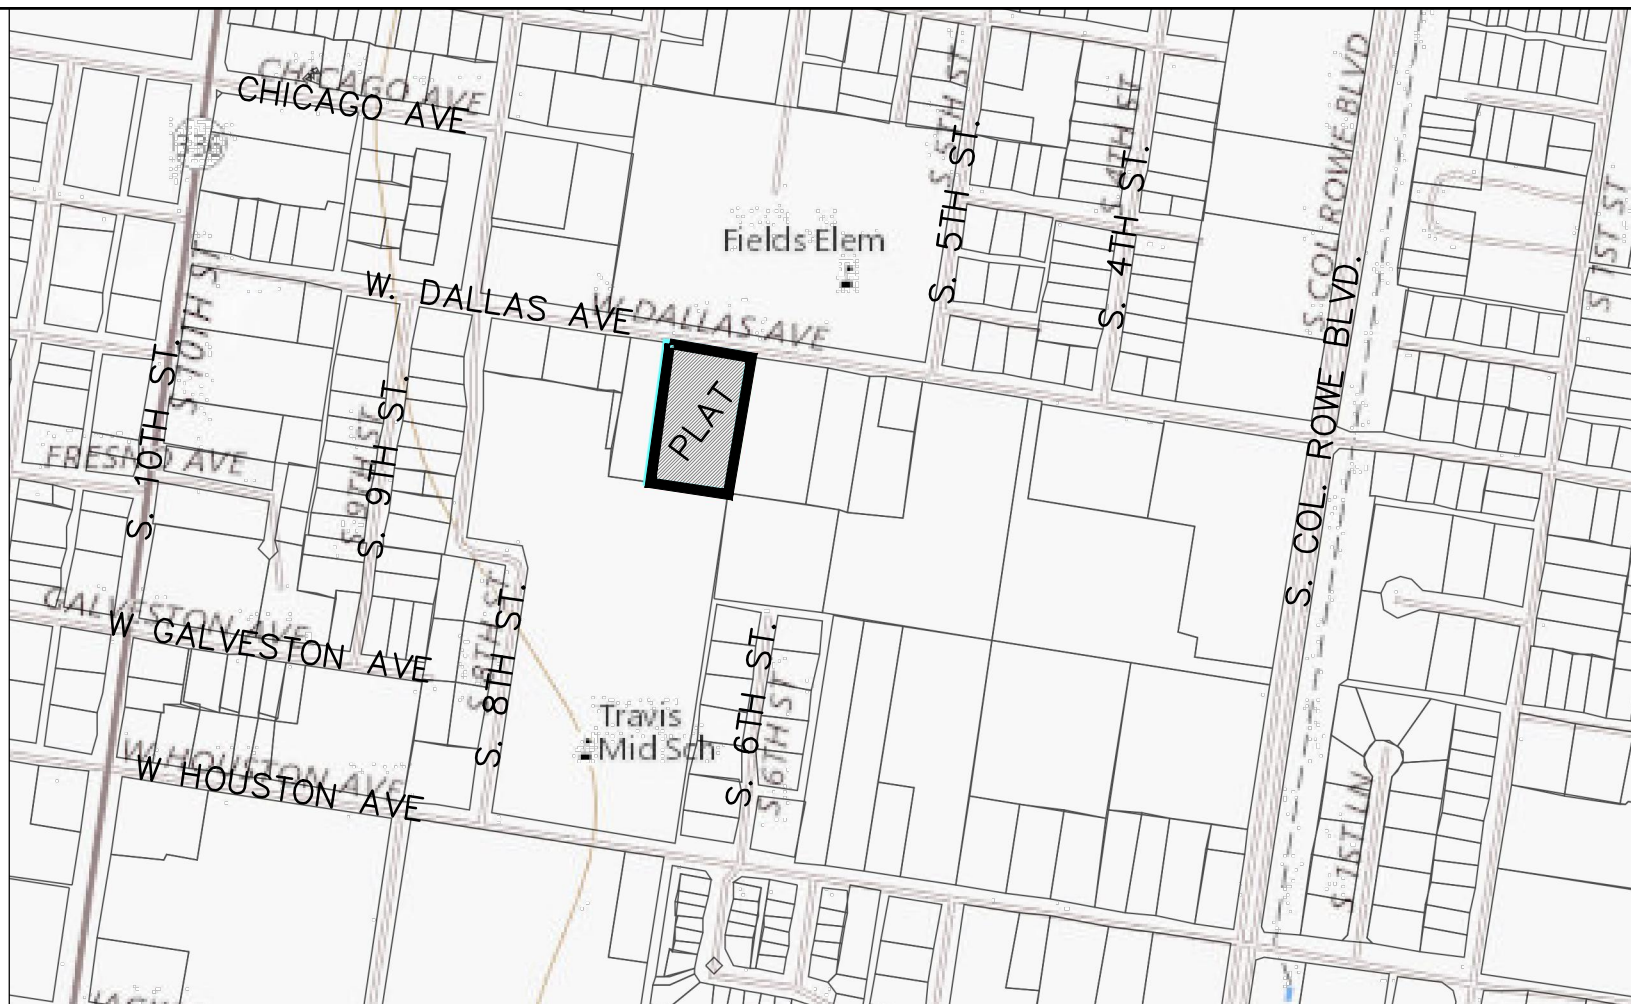 CHICAGO AVE
CHICAGO AVE
336
S 5TH ST
S. 5TH ST.
S 4TH ST
S. 4TH ST.
S COL ROWE BLVD
S. COL. ROWE BLVD.
S 1ST ST
Fields Elem
W. DALLAS AVE
W DALLAS AVE
S 10TH ST
S. 10TH ST.
PLAT
S 9TH ST
S. 9TH ST.
FRESNO AVE
GALVESTON AVE
W GALVESTON AVE
S 8TH ST
S. 8TH ST.
S. 6TH ST.
S 6TH ST
Travis
Mid Sch
W HOUSTON AVE
W HOUSTON AVE
S 1ST LN